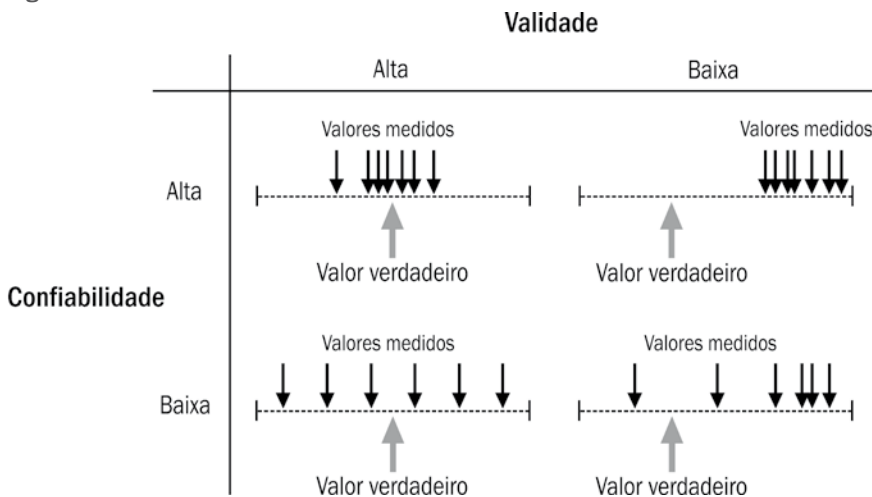 Validade
Alta Baixa
Valores medidos Valores medidos
Alta
Valor verdadeiro Valor verdadeiro
Confiabilidade
Valores medidos Valores medidos
Baixa
Valor verdadeiro Valor verdadeiro